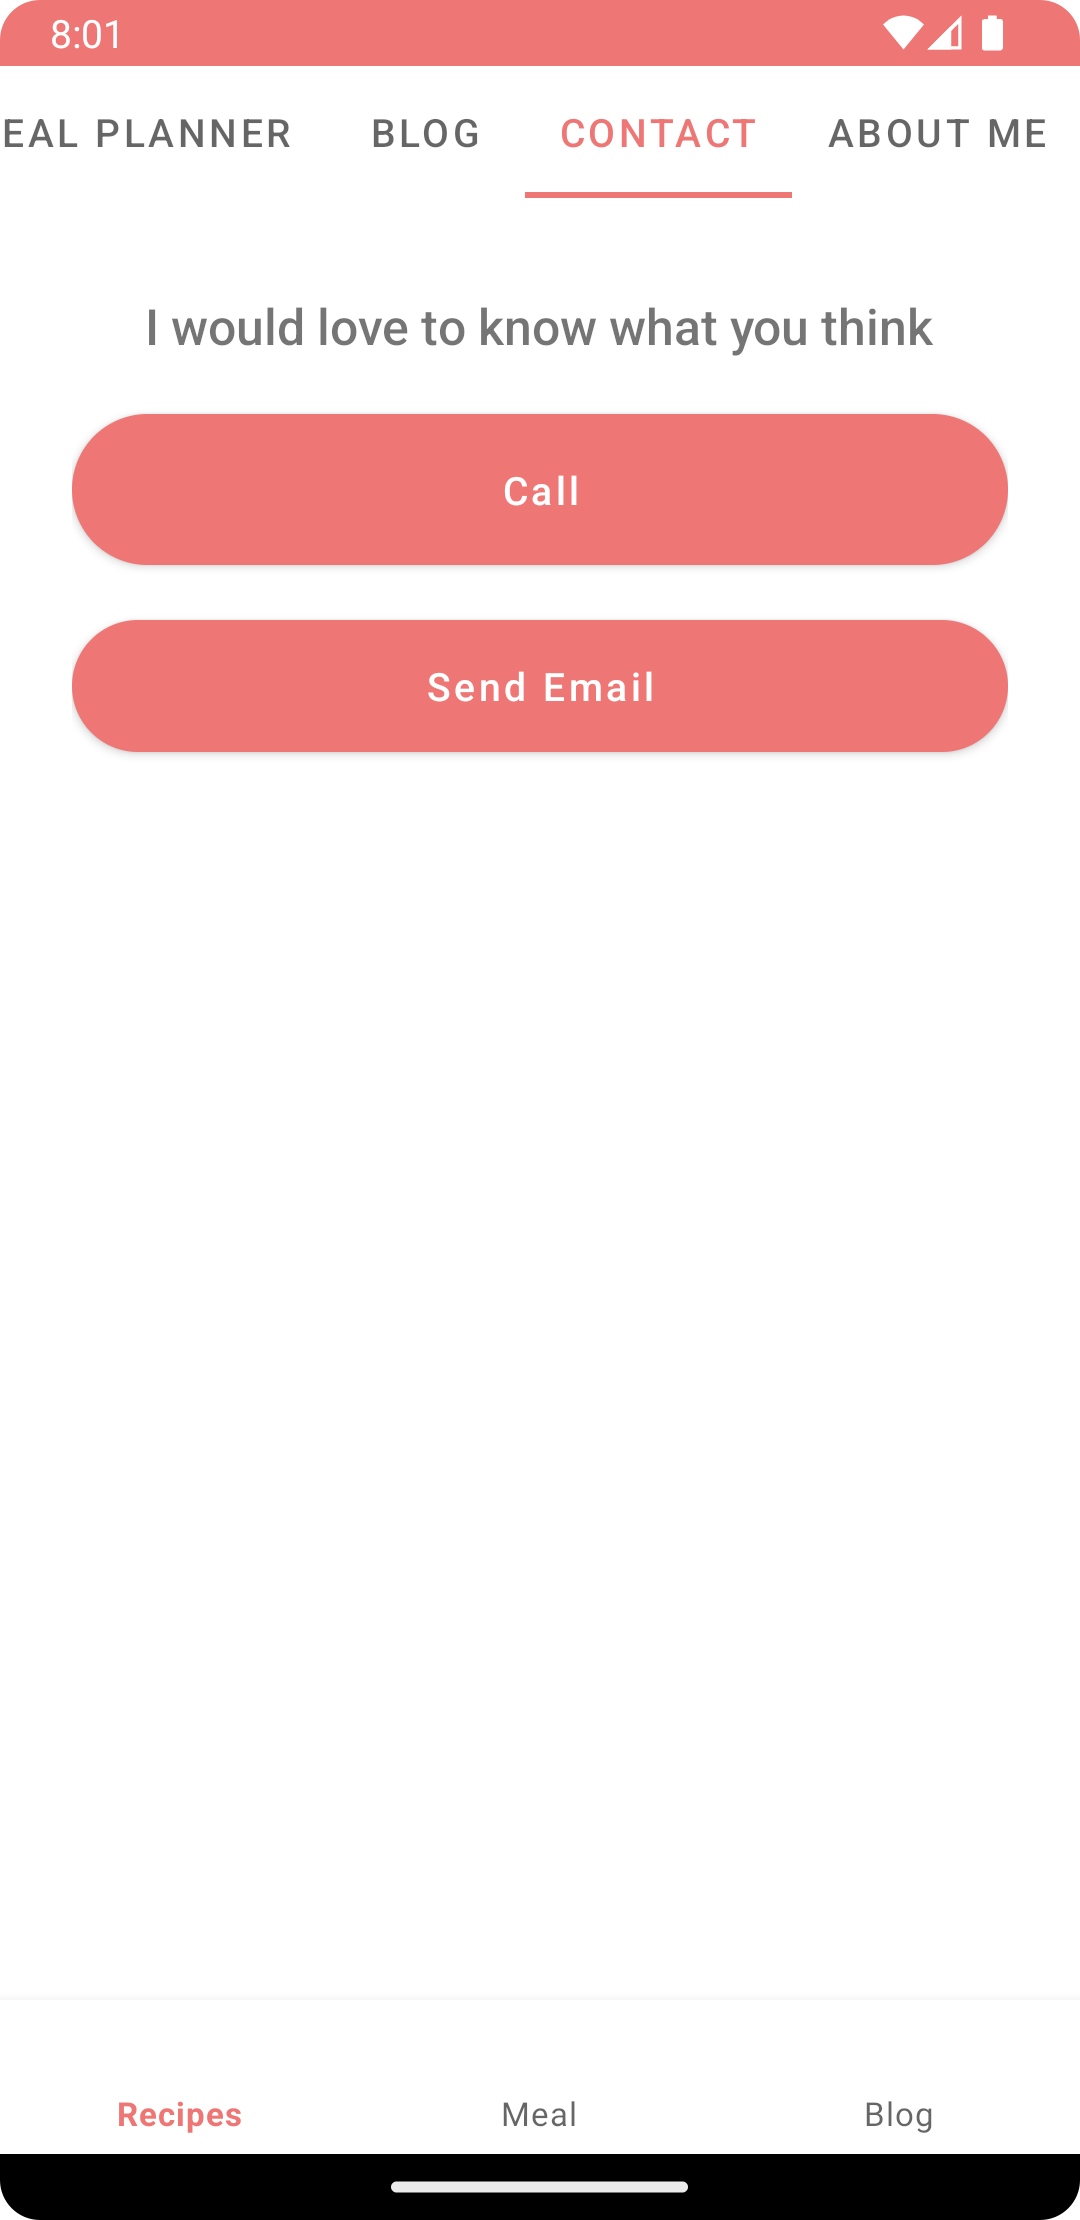 8:01
EAL PLANNER BLOG CONTACT ABOUT ME
I would love to know what you think
Call
Send Email
Recipes Meal Blog